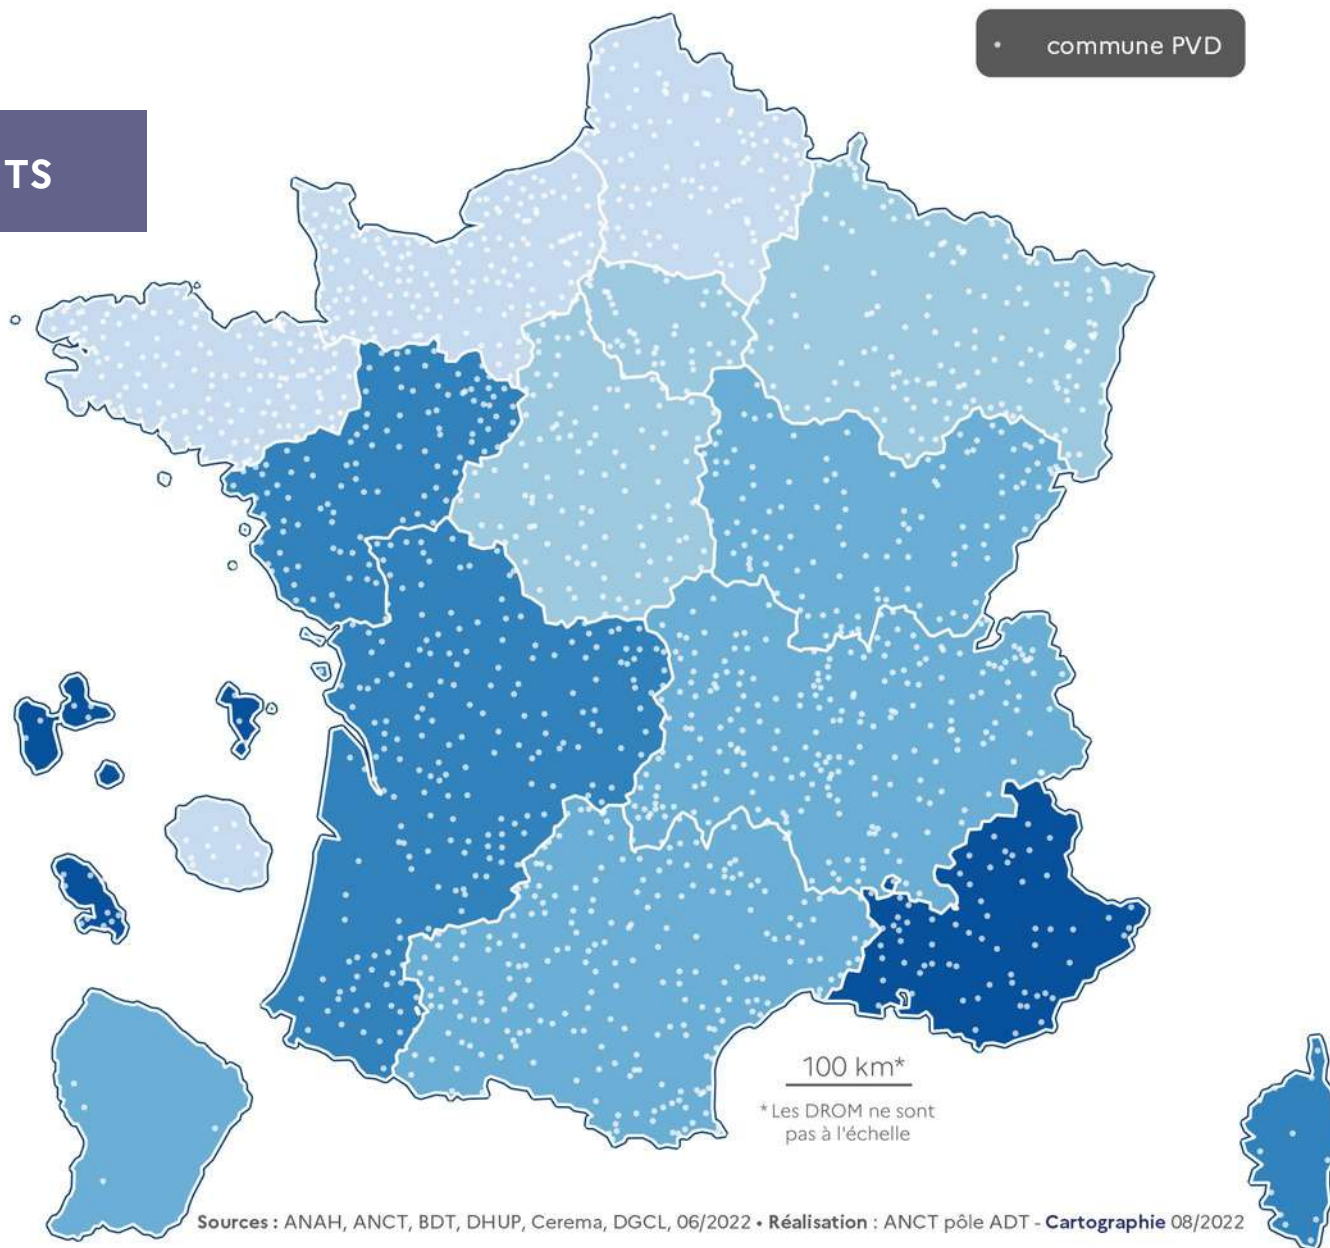 commune PVD
TS
100 km*
* Les DROM ne sont
pas à l'échelle
Sources : ANAH, ANCT, BDT, DHUP, Cerema, DGCL, 06/2022 • Réalisation : ANCT pôle ADT - Cartographie 08/2022